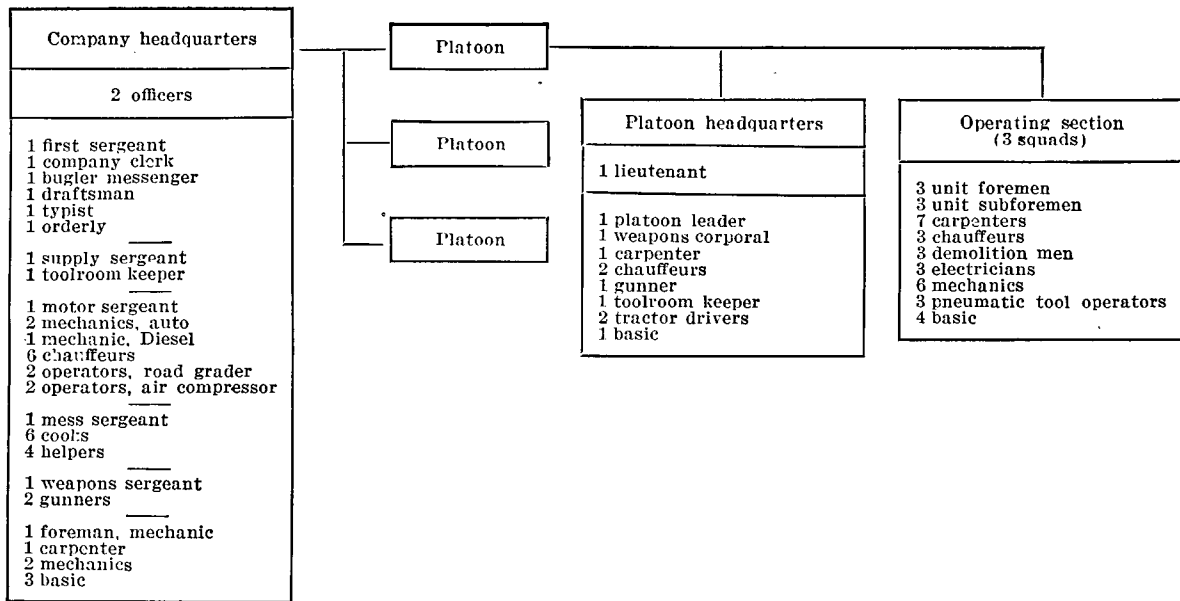 Company headquarters
2 officers
1 first sergeant
1 company clerk
1 bugler messenger
1 draftsman
1 typist
1 orderly
1 supply sergeant
1 toolroom keeper
1 motor sergeant
2 mechanics, auto
1 mechanic, Diesel
6 chauffeurs
2 operators, road grader
2 operators, air compressor
1 mess sergeant
6 cooks
4 helpers
1 weapons sergeant
2 gunners
1 foreman, mechanic
1 carpenter
2 mechanics
3 basic
Platoon
Platoon
Platoon
Platoon headquarters
1 lieutenant
1 platoon leader
1 weapons corporal
1 carpenter
2 chauffeurs
1 gunner
1 toolroom keeper
2 tractor drivers
1 basic
Operating section
(3 squads)
3 unit foremen
3 unit subforemen
7 carpenters
3 chauffeurs
3 demolition men
3 electricians
6 mechanics
3 pneumatic tool operators
4 basic